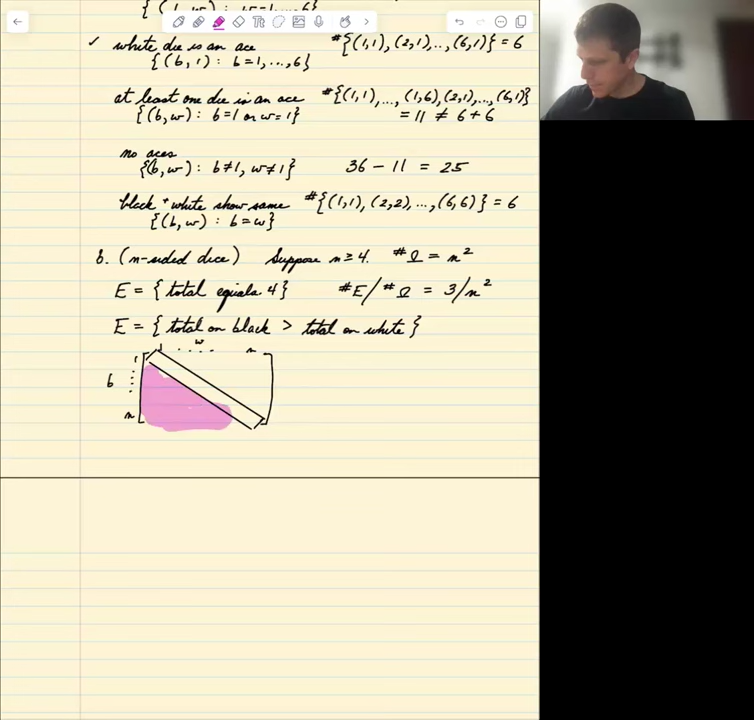 ✓ white die is an ace #{(1,1), (2,1), .., (6,1)} = 6
{(b, 1) : b=1, ..., 6}
at least one die is an ace #{(1,1), ..., (1,6), (2,1), ..., (6,1)}
{(b,w) : b=1 or w=1} = 11 ≠ 6+6
no aces
{(b,w) : b≠1, w≠1} 36 - 11 = 25
black + white show same #{(1,1), (2,2), ..., (6,6)} = 6
{(b,w) : b=w}
b. (n-sided dice) Suppose n≥4. #Ω = n²
E = {total equals 4} #E/#Ω = 3/n²
E = {total on black > total on white}
w
1 .... n
1
b
n